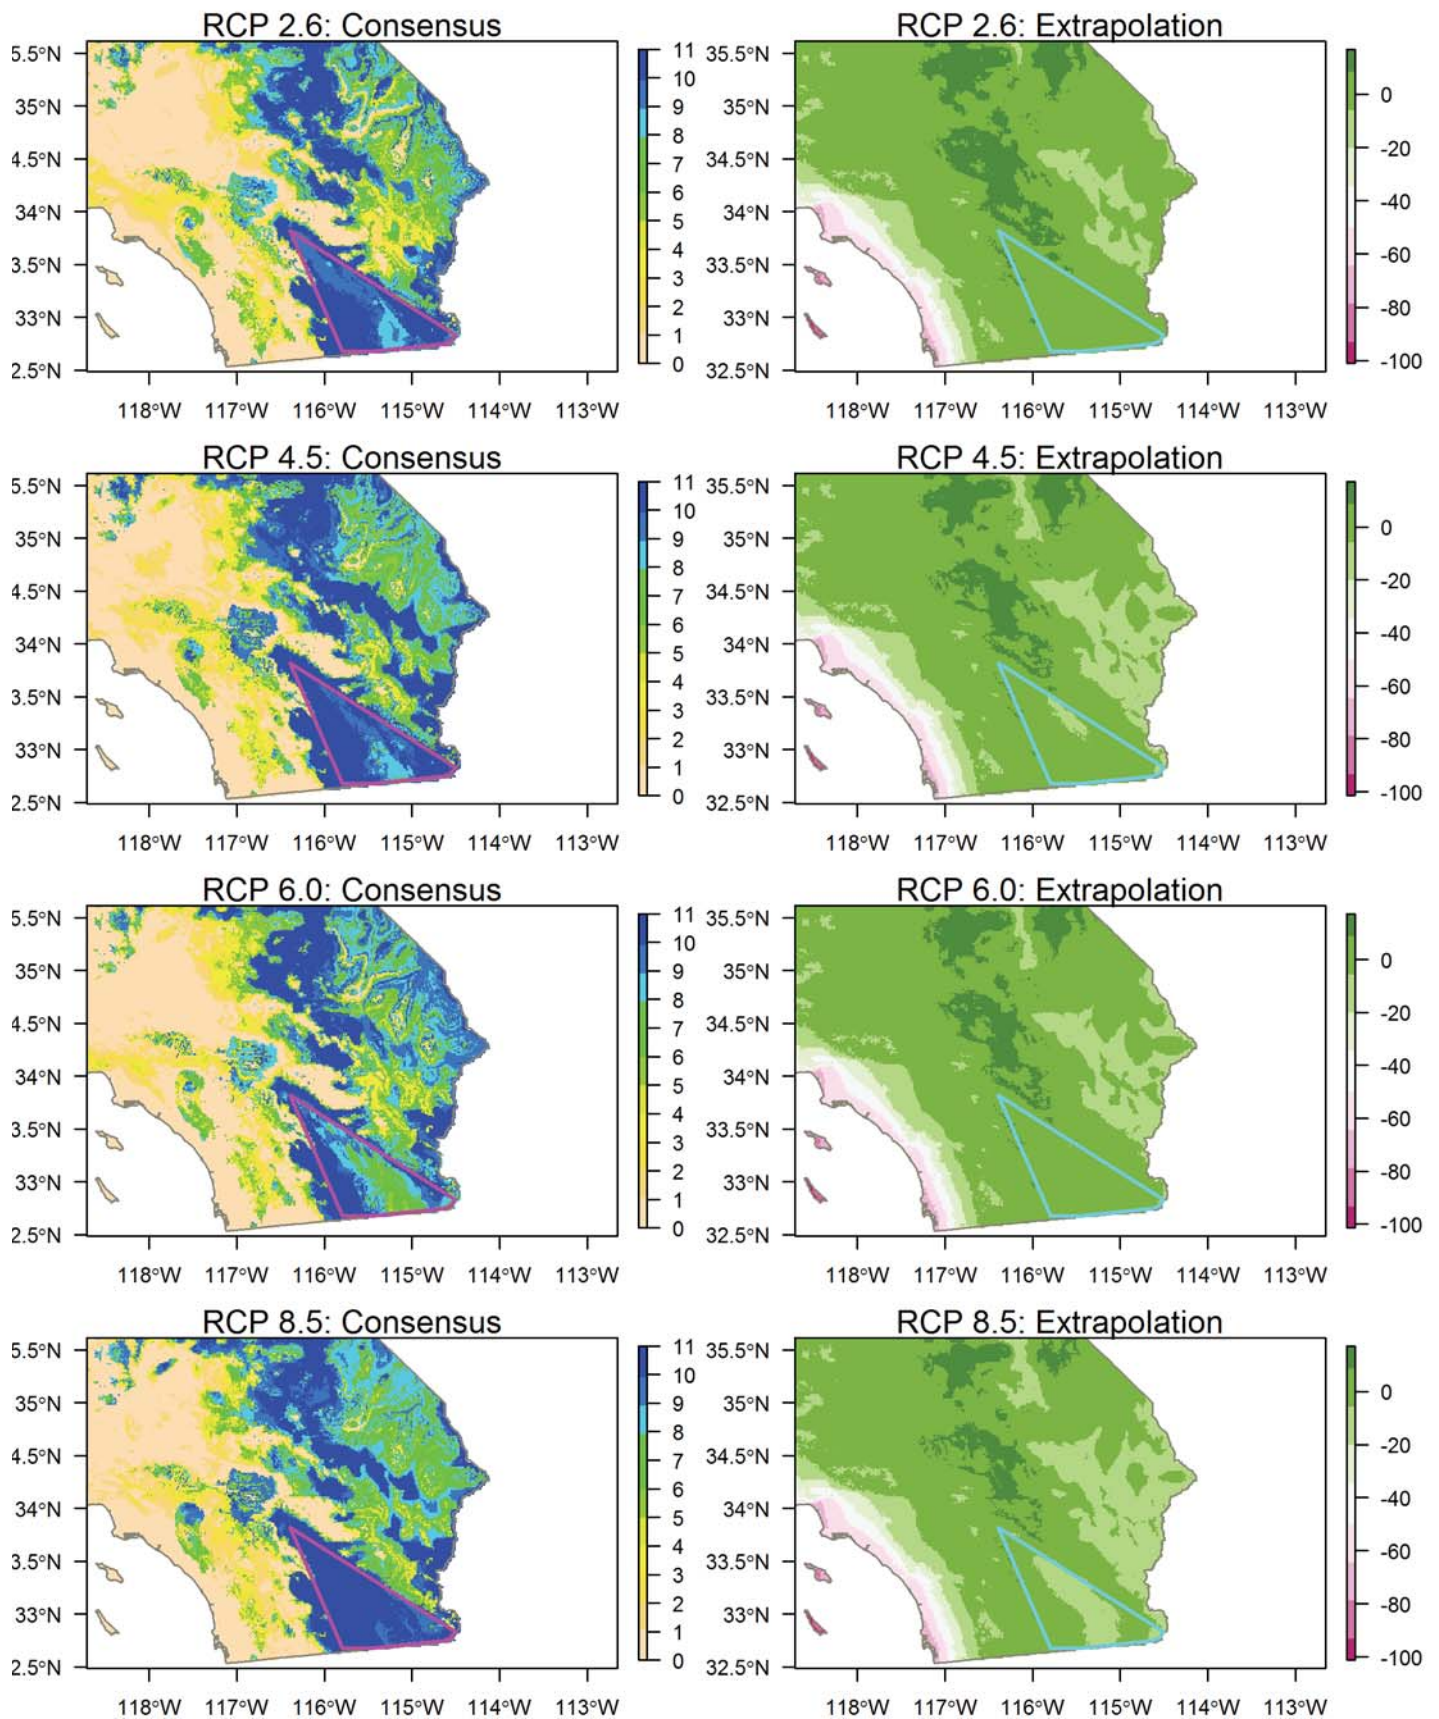 RCP 2.6: Consensus
5.5°N
35°N
4.5°N
34°N
3.5°N
33°N
2.5°N
118°W 117°W 116°W 115°W 114°W 113°W
11
10
9
8
7
6
5
4
3
2
1
0
RCP 2.6: Extrapolation
35.5°N
35°N
34.5°N
34°N
33.5°N
33°N
32.5°N
118°W 117°W 116°W 115°W 114°W 113°W
0
-20
-40
-60
-80
-100
RCP 4.5: Consensus
5.5°N
35°N
4.5°N
34°N
3.5°N
33°N
2.5°N
118°W 117°W 116°W 115°W 114°W 113°W
11
10
9
8
7
6
5
4
3
2
1
0
RCP 4.5: Extrapolation
35.5°N
35°N
34.5°N
34°N
33.5°N
33°N
32.5°N
118°W 117°W 116°W 115°W 114°W 113°W
0
-20
-40
-60
-80
-100
RCP 6.0: Consensus
5.5°N
35°N
4.5°N
34°N
3.5°N
33°N
2.5°N
118°W 117°W 116°W 115°W 114°W 113°W
11
10
9
8
7
6
5
4
3
2
1
0
RCP 6.0: Extrapolation
35.5°N
35°N
34.5°N
34°N
33.5°N
33°N
32.5°N
118°W 117°W 116°W 115°W 114°W 113°W
0
-20
-40
-60
-80
-100
RCP 8.5: Consensus
5.5°N
35°N
4.5°N
34°N
3.5°N
33°N
2.5°N
118°W 117°W 116°W 115°W 114°W 113°W
11
10
9
8
7
6
5
4
3
2
1
0
RCP 8.5: Extrapolation
35.5°N
35°N
34.5°N
34°N
33.5°N
33°N
32.5°N
118°W 117°W 116°W 115°W 114°W 113°W
0
-20
-40
-60
-80
-100